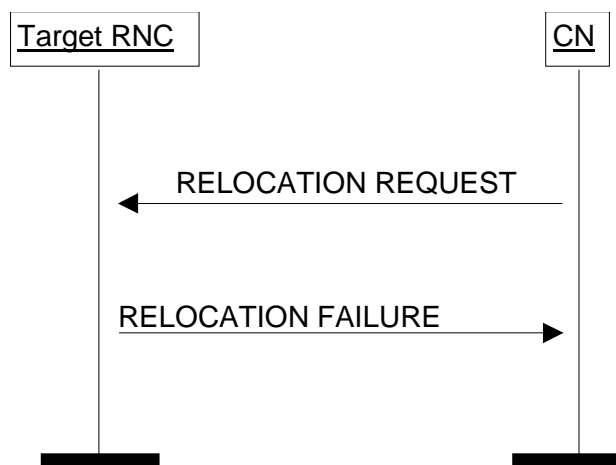 Target RNC
CN
RELOCATION REQUEST
RELOCATION FAILURE